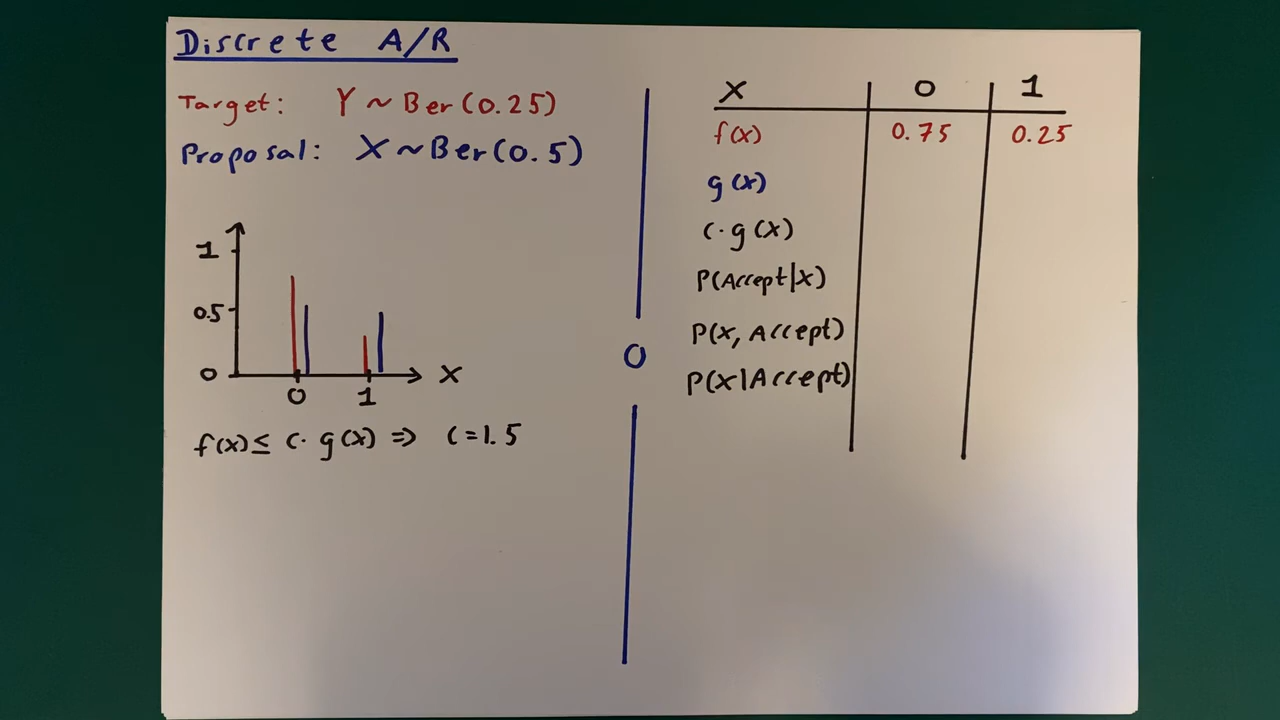 Discrete A/R
Target: Y ~ Ber(0.25)
Proposal: X ~ Ber(0.5)
1
0.5
0
0 1
X
f(x) ≤ c· g(x) => c=1.5
O
X 0 1
f(x) 0.75 0.25
g(x)
c· g(x)
P(Accept|X)
P(X, Accept)
P(X|Accept)